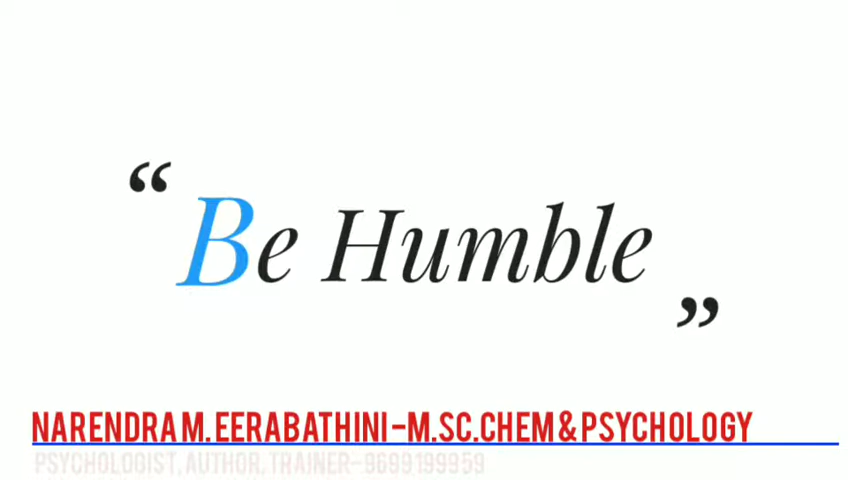 “ Be Humble ”
NARENDRA M. EERABATHINI-M.SC.CHEM & PSYCHOLOGY
PSYCHOLOGIST, AUTHOR, TRAINER-9699199959